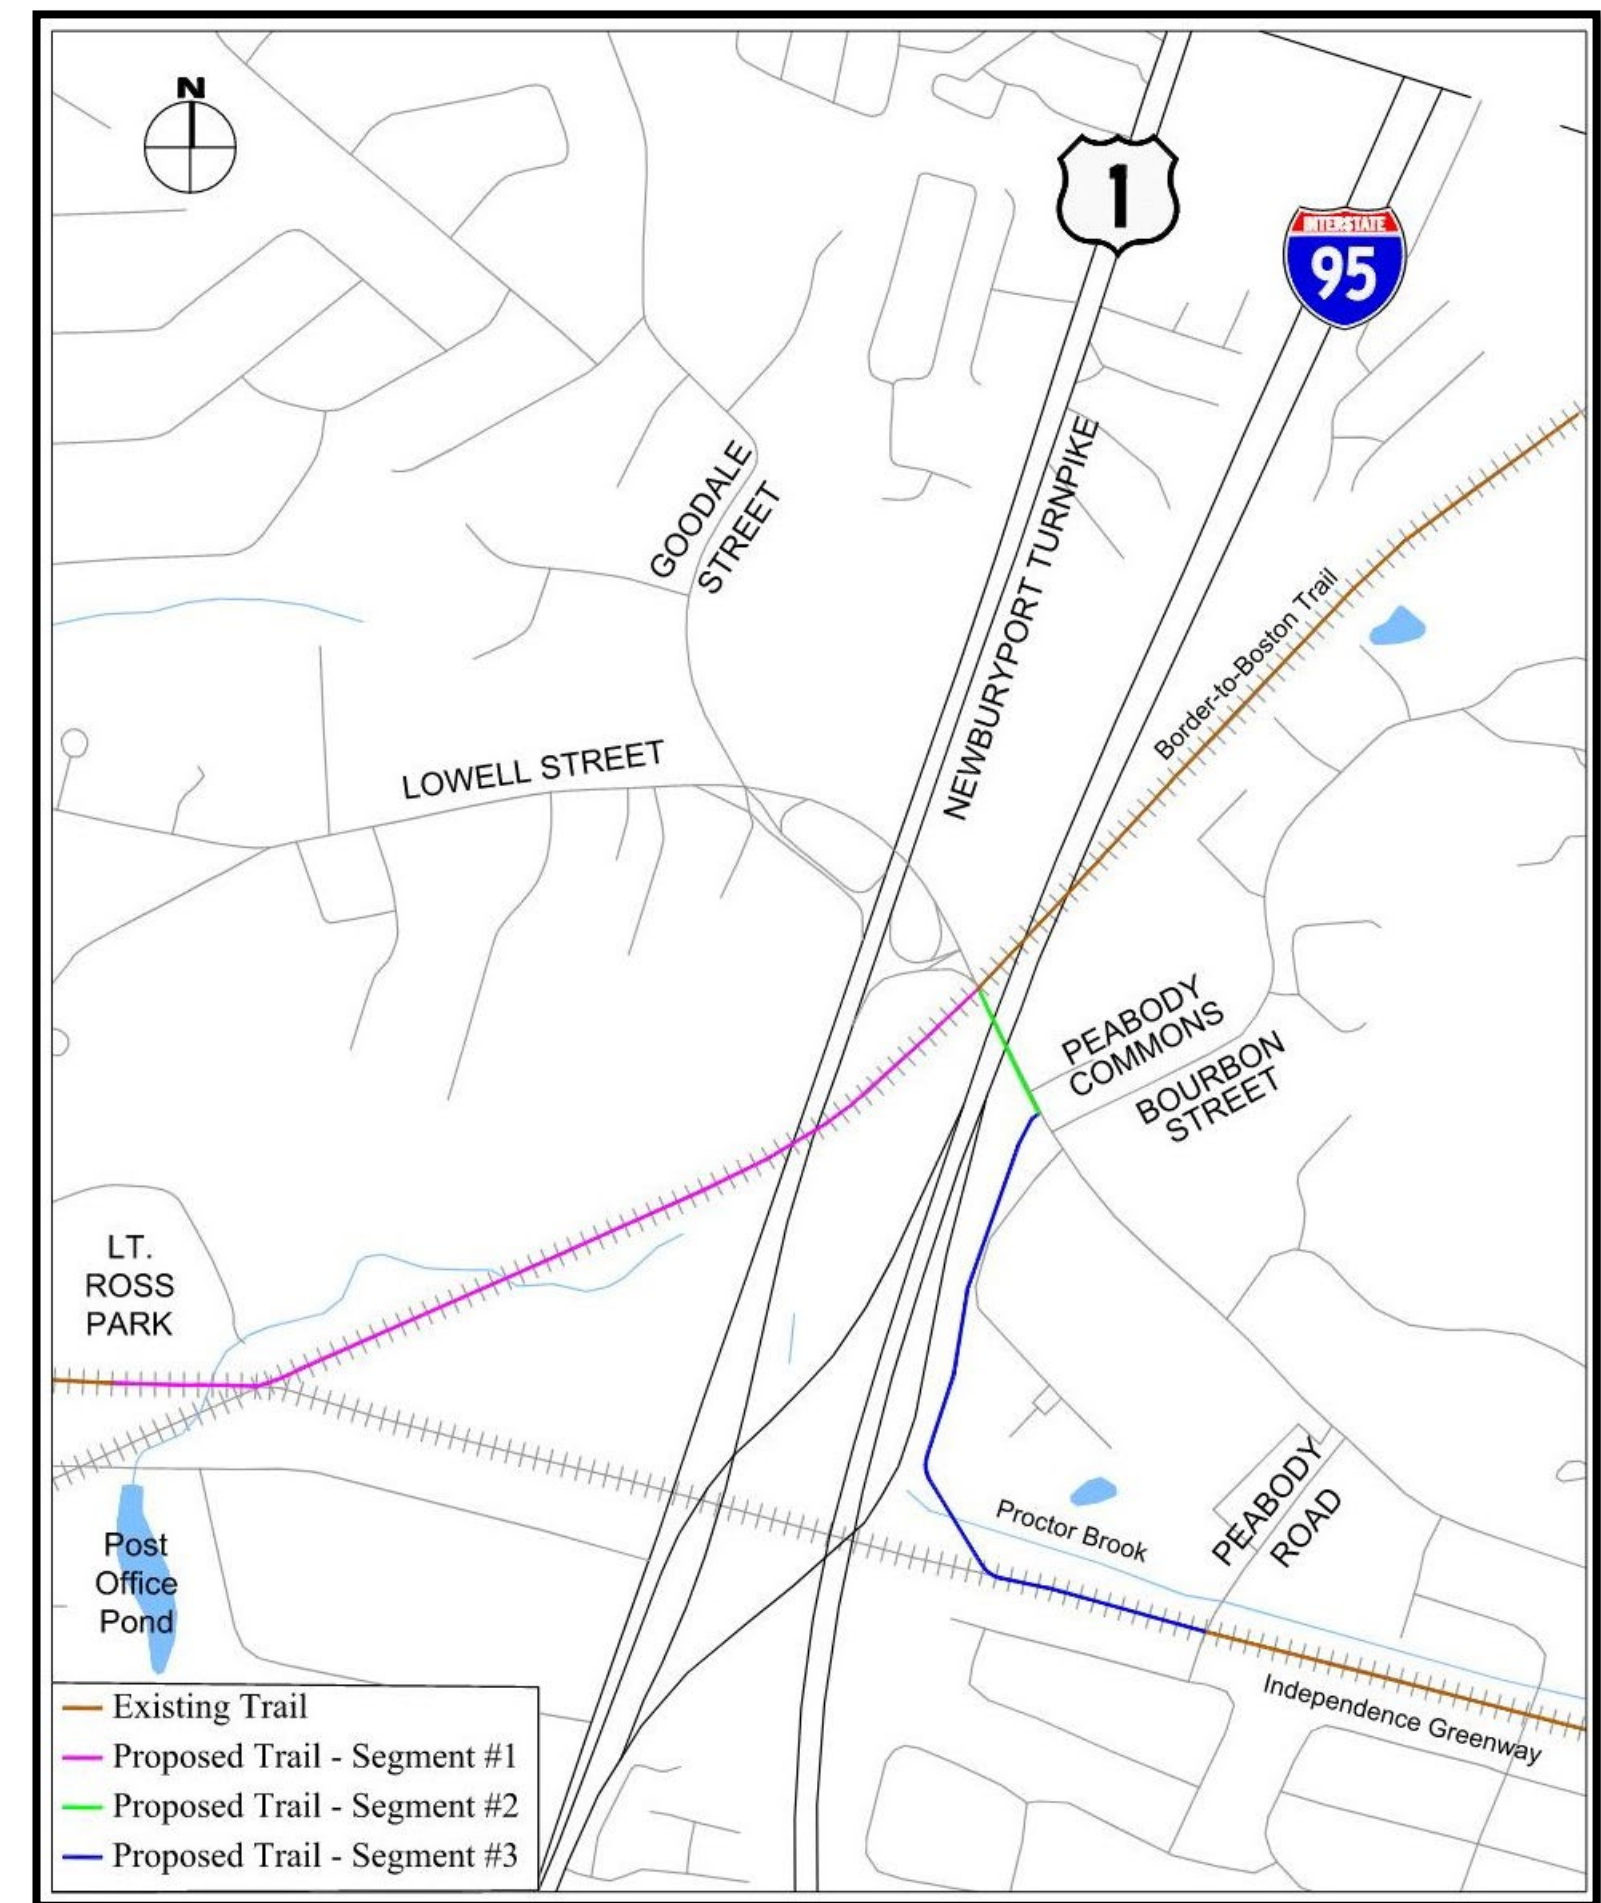 N
1
INTERSTATE
95
GOODALE
STREET
NEWBURYPORT TURNPIKE
Border-to-Boston Trail
LOWELL STREET
PEABODY
COMMONS
BOURBON
STREET
LT.
ROSS
PARK
PEABODY
ROAD
Proctor Brook
Post
Office
Pond
Independence Greenway
Existing Trail
Proposed Trail - Segment #1
Proposed Trail - Segment #2
Proposed Trail - Segment #3